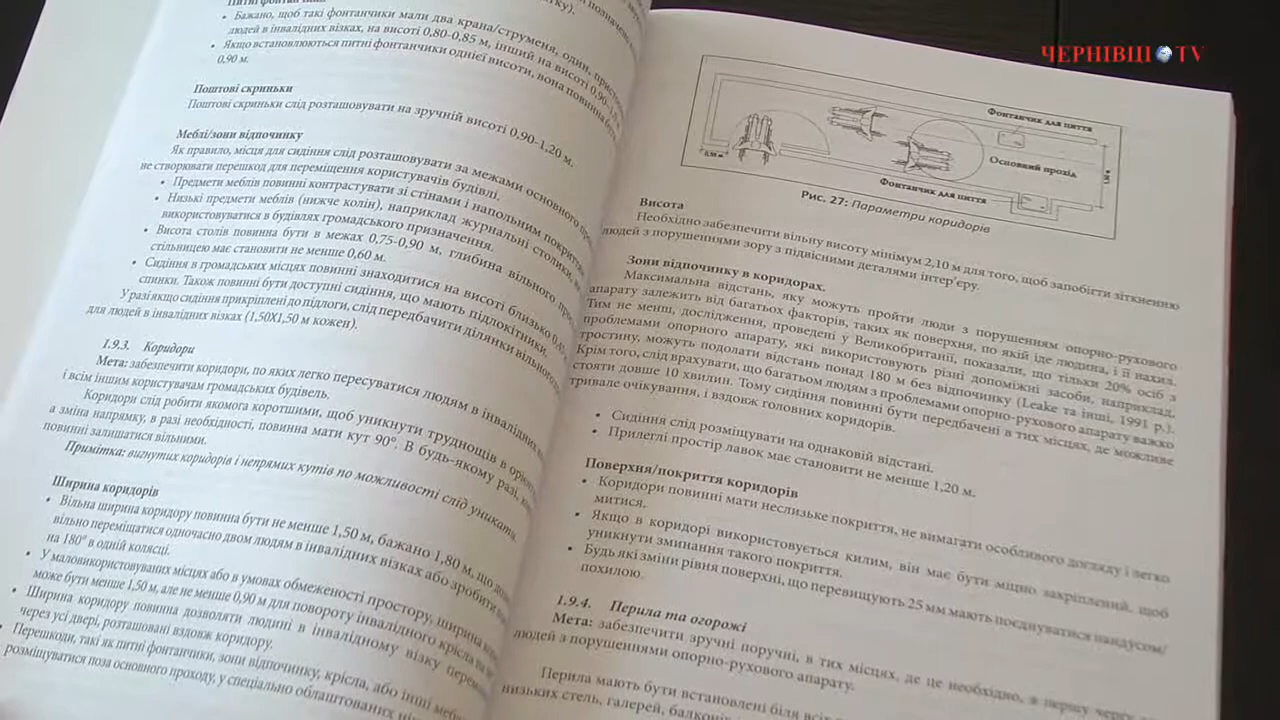 Питні фонтанчики
• Бажано, щоб такі фонтанчики мали два крана/струменя, один,
людей в інвалідних візках, на висоті 0,80-0,85 м, інший на висоті 0,90-
• Якщо встановлюються питні фонтанчики однієї висоти, вона повинна
0,90 м.
Поштові скриньки
Поштові скриньки слід розташовувати на зручній висоті 0,90-1,20 м.
Меблі/зони відпочинку
Як правило, місця для сидіння слід розташовувати за межами основного
не створювати перешкод для переміщення користувачів будівлі.
• Предмети меблів повинні контрастувати зі стінами і напольним
• Низькі предмети меблів (нижче колін), наприклад журнальні столики,
використовуватися в будівлях громадського призначення.
• Висота столів повинна бути в межах 0,75-0,90 м, глибина вільного
стільницею має становити не менше 0,60 м.
• Сидіння в громадських місцях повинні знаходитися на висоті близько
спинки. Також повинні бути доступні сидіння, що мають підлокітники.
У разі якщо сидіння прикріплені до підлоги, слід передбачити ділянки вільного
для людей в інвалідних візках (1,50X1,50 м кожен).
1.9.3. Коридори
Мета: забезпечити коридори, по яких легко пересуватися людям в інвалідних
і всім іншим користувачам громадських будівель.
Коридори слід робити якомога коротшими, щоб уникнути труднощів в
а зміна напрямку, в разі необхідності, повинна мати кут 90°. В будь-якому разі,
повинні залишатися вільними.
Примітка: вигнутих коридорів і непрямих кутів по можливості слід уникати.
Ширина коридорів
• Вільна ширина коридору повинна бути не менше 1,50 м, бажано 1,80 м, що
вільно переміщатися одночасно двом людям в інвалідних візках або зробити
на 180° в одній колясці.
• У маловикористовуваних місцях або в умовах обмеженості простору, ширина
може бути менше 1,50 м, але не менше 0,90 м для повороту інвалідного крісла на
• Ширина коридору повинна дозволяти людині в інвалідному візку
через усі двері, розташовані вздовж коридору.
• Перешкоди, такі як питні фонтанчики, зони відпочинку, крісла, або інші
розміщуватися поза основного проходу, у спеціально облаштованих
ЧЕРНІВЦІ TV
Фонтанчик для пиття
Основний прохід
Фонтанчик для пиття
Рис. 27: Параметри коридорів
Висота
Необхідно забезпечити вільну висоту мінімум 2,10 м для того, щоб запобігти зіткненню
людей з порушеннями зору з підвісними деталями інтер'єру.
Зони відпочинку в коридорах.
Максимальна відстань, яку можуть пройти люди з порушенням опорно-рухового
апарату залежить від багатьох факторів, таких як поверхня, по якій іде людина, і її нахил.
Тим не менш, дослідження, проведені у Великобританії, показали, що тільки 20% осіб з
проблемами опорного апарату, які використовують різні допоміжні засоби, наприклад,
тростину, можуть подолати відстань понад 180 м без відпочинку (Leake та інші, 1991 р.).
Крім того, слід врахувати, що багатьом людям з проблемами опорно-рухового апарату важко
стояти довше 10 хвилин. Тому сидіння повинні бути передбачені в тих місцях, де можливе
тривале очікування, і вздовж головних коридорів.
• Сидіння слід розміщувати на однаковій відстані.
• Прилеглі простір лавок має становити не менше 1,20 м.
Поверхня/покриття коридорів
• Коридори повинні мати неслизьке покриття, не вимагати особливого догляду і легко
митися.
• Якщо в коридорі використовується килим, він має бути міцно закріплений, щоб
уникнути зминання такого покриття.
• Будь які зміни рівня поверхні, що перевищують 25 мм мають поєднуватися пандусом/
похилою.
1.9.4. Перила та огорожі
Мета: забезпечити зручні поручні, в тих місцях, де це необхідно, в першу чергу
людей з порушеннями опорно-рухового апарату.
Перила мають бути встановлені біля всіх
низьких стель, галерей, балконів